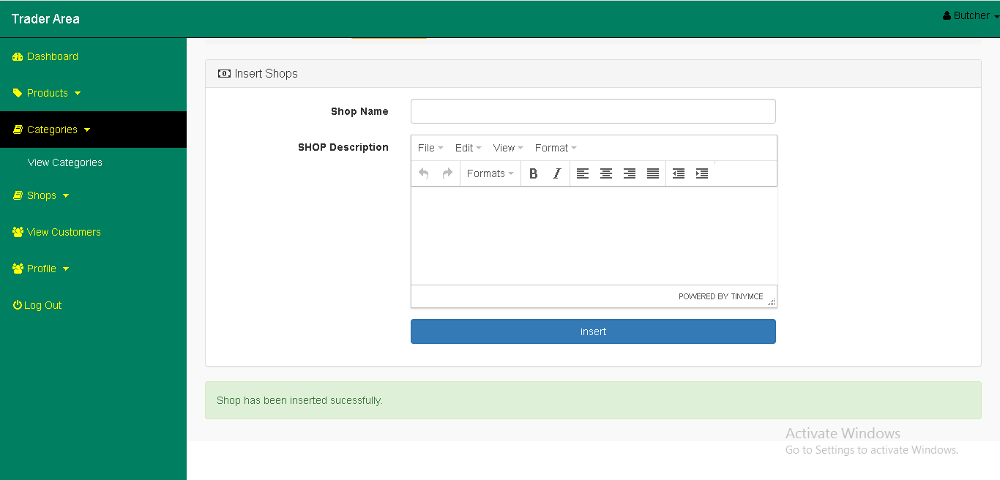 Trader Area
Butcher
Dashboard
Products
Categories
View Categories
Shops
View Customers
Profile
Log Out
Insert Shops
Shop Name
SHOP Description
File Edit View Format
Formats B I
POWERED BY TINYMCE
insert
Shop has been inserted sucessfully.
Activate Windows
Go to Settings to activate Windows.